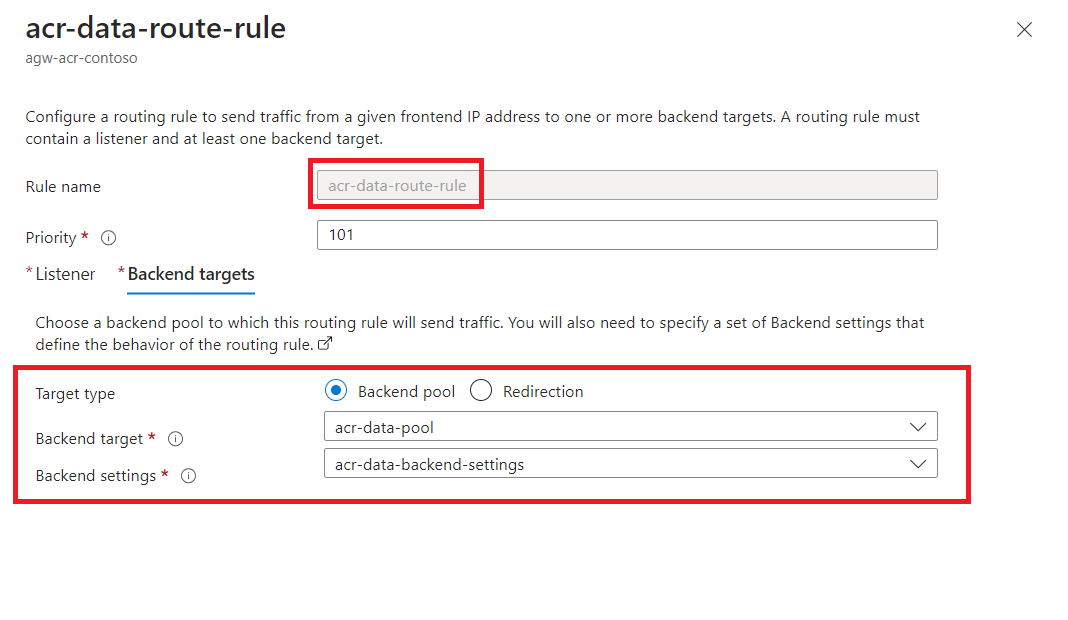 acr-data-route-rule
agw-acr-contoso
Configure a routing rule to send traffic from a given frontend IP address to one or more backend targets. A routing rule must
contain a listener and at least one backend target.
Rule name acr-data-route-rule
Priority * 101
*Listener *Backend targets
Choose a backend pool to which this routing rule will send traffic. You will also need to specify a set of Backend settings that
define the behavior of the routing rule.
Target type Backend pool Redirection
Backend target * acr-data-pool
Backend settings * acr-data-backend-settings